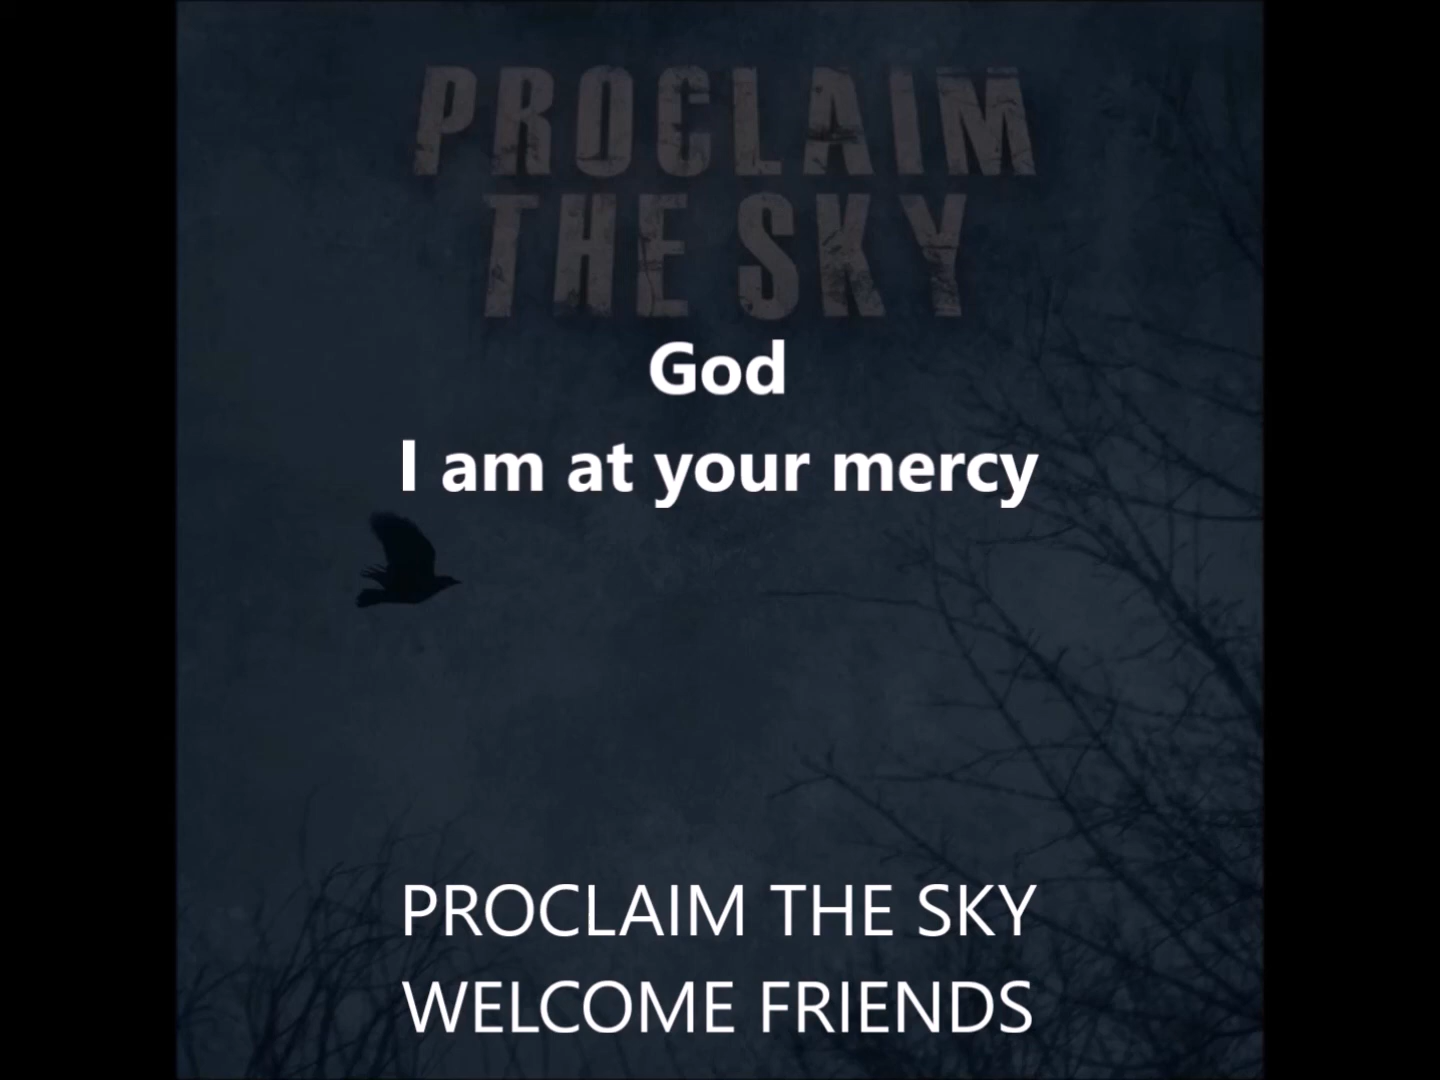 PROCLAIM
THE SKY
God
I am at your mercy
PROCLAIM THE SKY
WELCOME FRIENDS